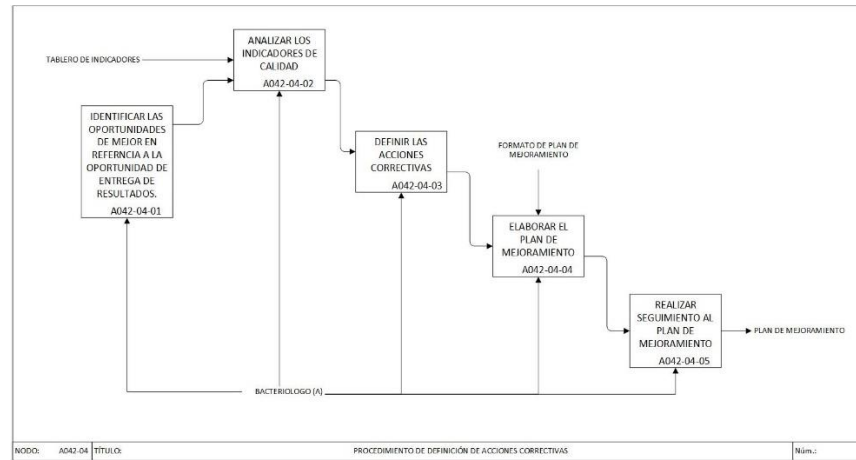 TABLERO DE INDICADORES
ANALIZAR LOS
INDICADORES DE
CALIDAD
A042-04-02
IDENTIFICAR LAS
OPORTUNIDADES
DE MEJOR EN
REFERNCIA A LA
OPORTUNIDAD DE
ENTREGA DE
RESULTADOS.
A042-04-01
DEFINIR LAS
ACCIONES
CORRECTIVAS
A042-04-03
FORMATO DE PLAN DE
MEJORAMIENTO
ELABORAR EL
PLAN DE
MEJORAMIENTO
A042-04-04
REALIZAR
SEGUIMIENTO AL
PLAN DE
MEJORAMIENTO
A042-04-05
PLAN DE MEJORAMIENTO
BACTERIOLOGO (A)
NODO: A042-04 TÍTULO: PROCEDIMIENTO DE DEFINICIÓN DE ACCIONES CORRECTIVAS Núm.: